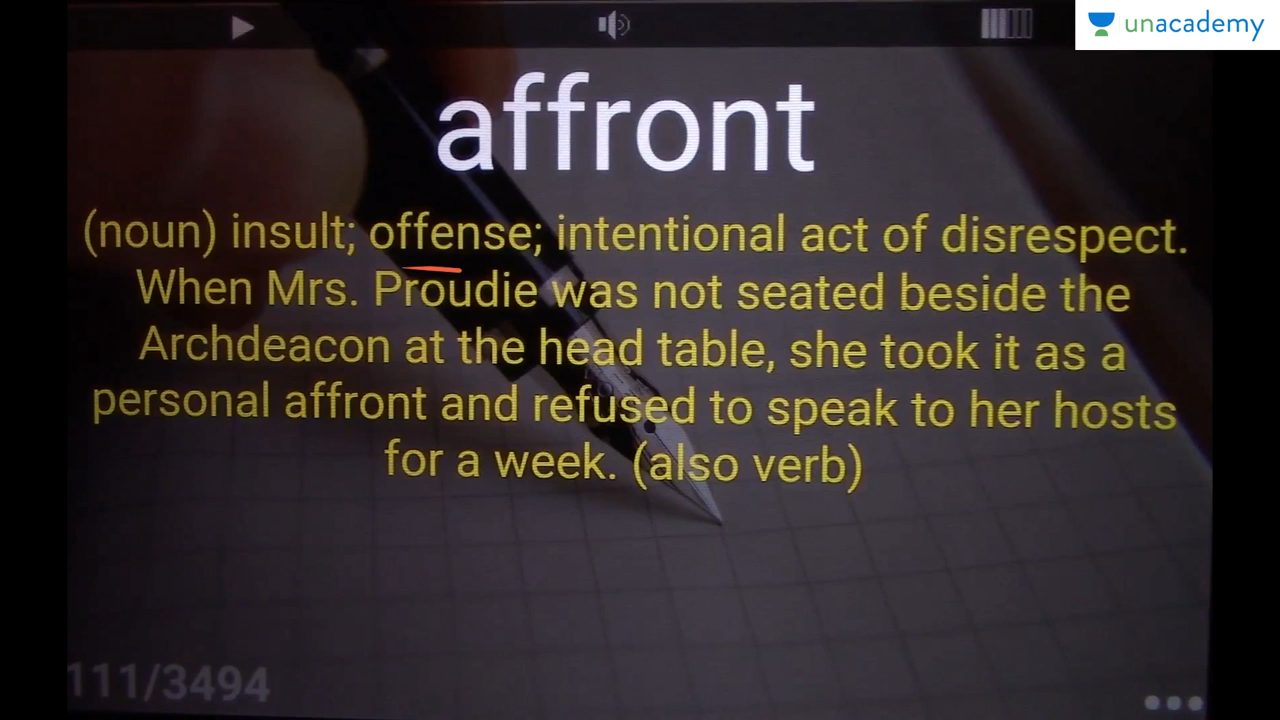 unacademy
affront
(noun) insult; offense; intentional act of disrespect.
When Mrs. Proudie was not seated beside the
Archdeacon at the head table, she took it as a
personal affront and refused to speak to her hosts
for a week. (also verb)
111/3494